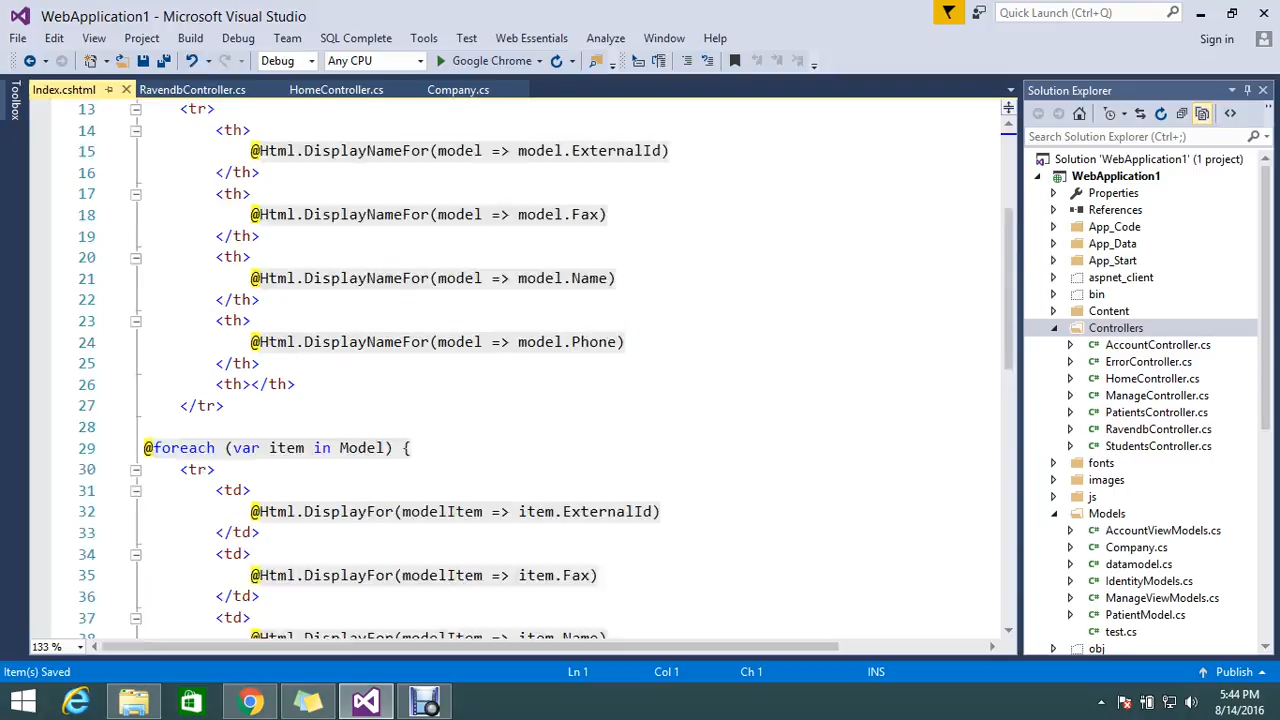 WebApplication1 - Microsoft Visual Studio
Quick Launch (Ctrl+Q)
File Edit View Project Build Debug Team SQL Complete Tools Test Web Essentials Analyze Window Help
Sign in
Debug Any CPU Google Chrome
Toolbox
Index.cshtml RavendbController.cs HomeController.cs Company.cs
13 <tr>
14 <th>
15 @Html.DisplayNameFor(model => model.ExternalId)
16 </th>
17 <th>
18 @Html.DisplayNameFor(model => model.Fax)
19 </th>
20 <th>
21 @Html.DisplayNameFor(model => model.Name)
22 </th>
23 <th>
24 @Html.DisplayNameFor(model => model.Phone)
25 </th>
26 <th></th>
27 </tr>
28
29 @foreach (var item in Model) {
30 <tr>
31 <td>
32 @Html.DisplayFor(modelItem => item.ExternalId)
33 </td>
34 <td>
35 @Html.DisplayFor(modelItem => item.Fax)
36 </td>
37 <td>
38 @Html.DisplayFor(modelItem => item.Name)
133 %
Solution Explorer
Search Solution Explorer (Ctrl+;)
Solution 'WebApplication1' (1 project)
WebApplication1
Properties
References
App_Code
App_Data
App_Start
aspnet_client
bin
Content
Controllers
AccountController.cs
ErrorController.cs
HomeController.cs
ManageController.cs
PatientsController.cs
RavendbController.cs
StudentsController.cs
fonts
images
js
Models
AccountViewModels.cs
Company.cs
datamodel.cs
IdentityModels.cs
ManageViewModels.cs
PatientModel.cs
test.cs
obj
Item(s) Saved Ln 1 Col 1 Ch 1 INS Publish
5:44 PM
8/14/2016